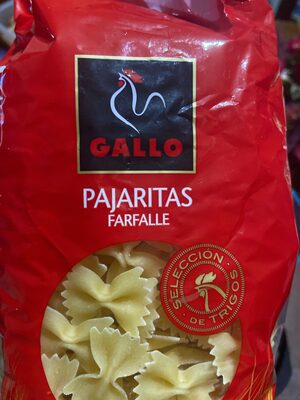 GALLO
PAJARITAS
FARFALLE
SELECCIÓN
DE TRIGOS